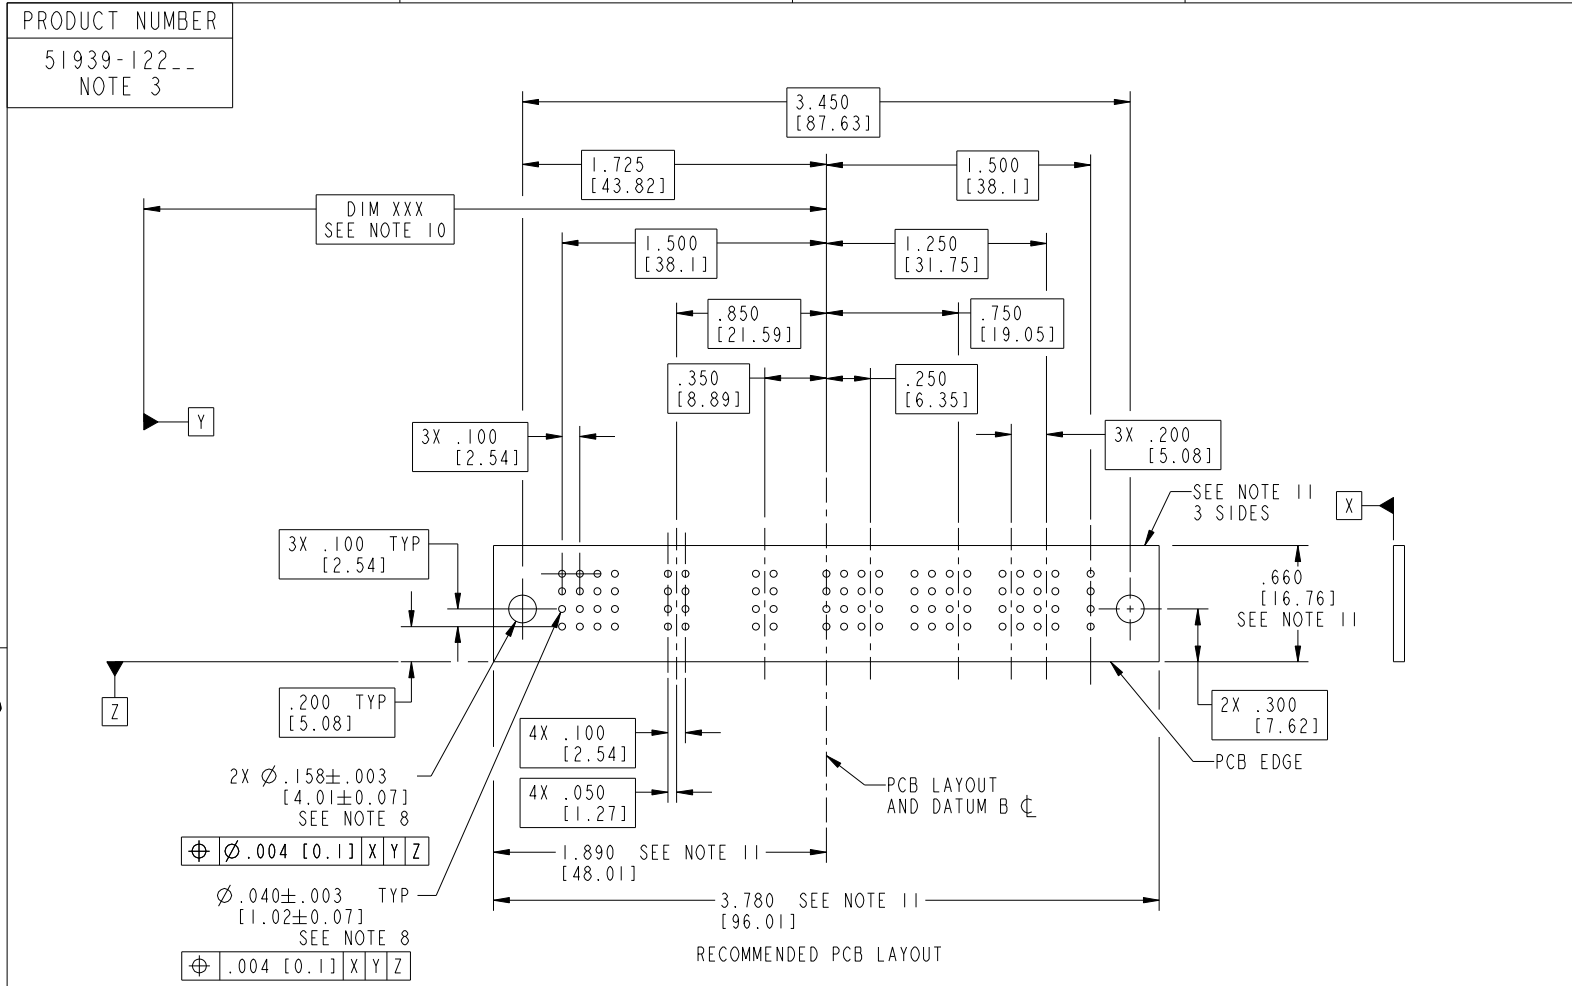 PRODUCT NUMBER
51939-122__
NOTE 3
3.450
[87.63]
1.725
[43.82]
1.500
[38.1]
DIM XXX
SEE NOTE 10
1.500
[38.1]
1.250
[31.75]
.850
[21.59]
.750
[19.05]
.350
[8.89]
.250
[6.35]
Y
3X .100
[2.54]
3X .200
[5.08]
SEE NOTE 11
3 SIDES
X
3X .100 TYP
[2.54]
.660
[16.76]
SEE NOTE 11
Z
.200 TYP
[5.08]
2X .300
[7.62]
4X .100
[2.54]
PCB EDGE
2X Ø.158±.003
[4.01±0.07]
SEE NOTE 8
4X .050
[1.27]
PCB LAYOUT
AND DATUM B ℄
⌖ Ø.004 [0.1] X Y Z
1.890 SEE NOTE 11
[48.01]
Ø.040±.003 TYP
[1.02±0.07]
SEE NOTE 8
3.780 SEE NOTE 11
[96.01]
⌖ .004 [0.1] X Y Z
RECOMMENDED PCB LAYOUT